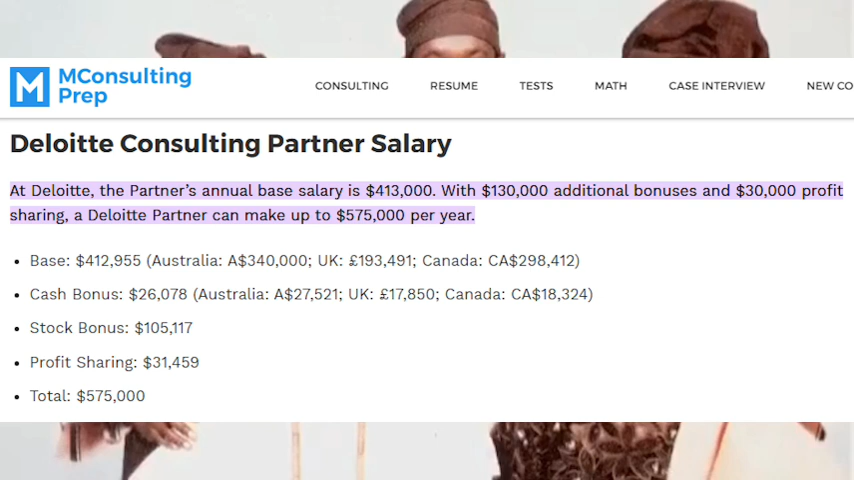 MConsulting
Prep
CONSULTING RESUME TESTS MATH CASE INTERVIEW NEW CO
Deloitte Consulting Partner Salary
At Deloitte, the Partner's annual base salary is $413,000. With $130,000 additional bonuses and $30,000 profit
sharing, a Deloitte Partner can make up to $575,000 per year.
• Base: $412,955 (Australia: A$340,000; UK: £193,491; Canada: CA$298,412)
• Cash Bonus: $26,078 (Australia: A$27,521; UK: £17,850; Canada: CA$18,324)
• Stock Bonus: $105,117
• Profit Sharing: $31,459
• Total: $575,000